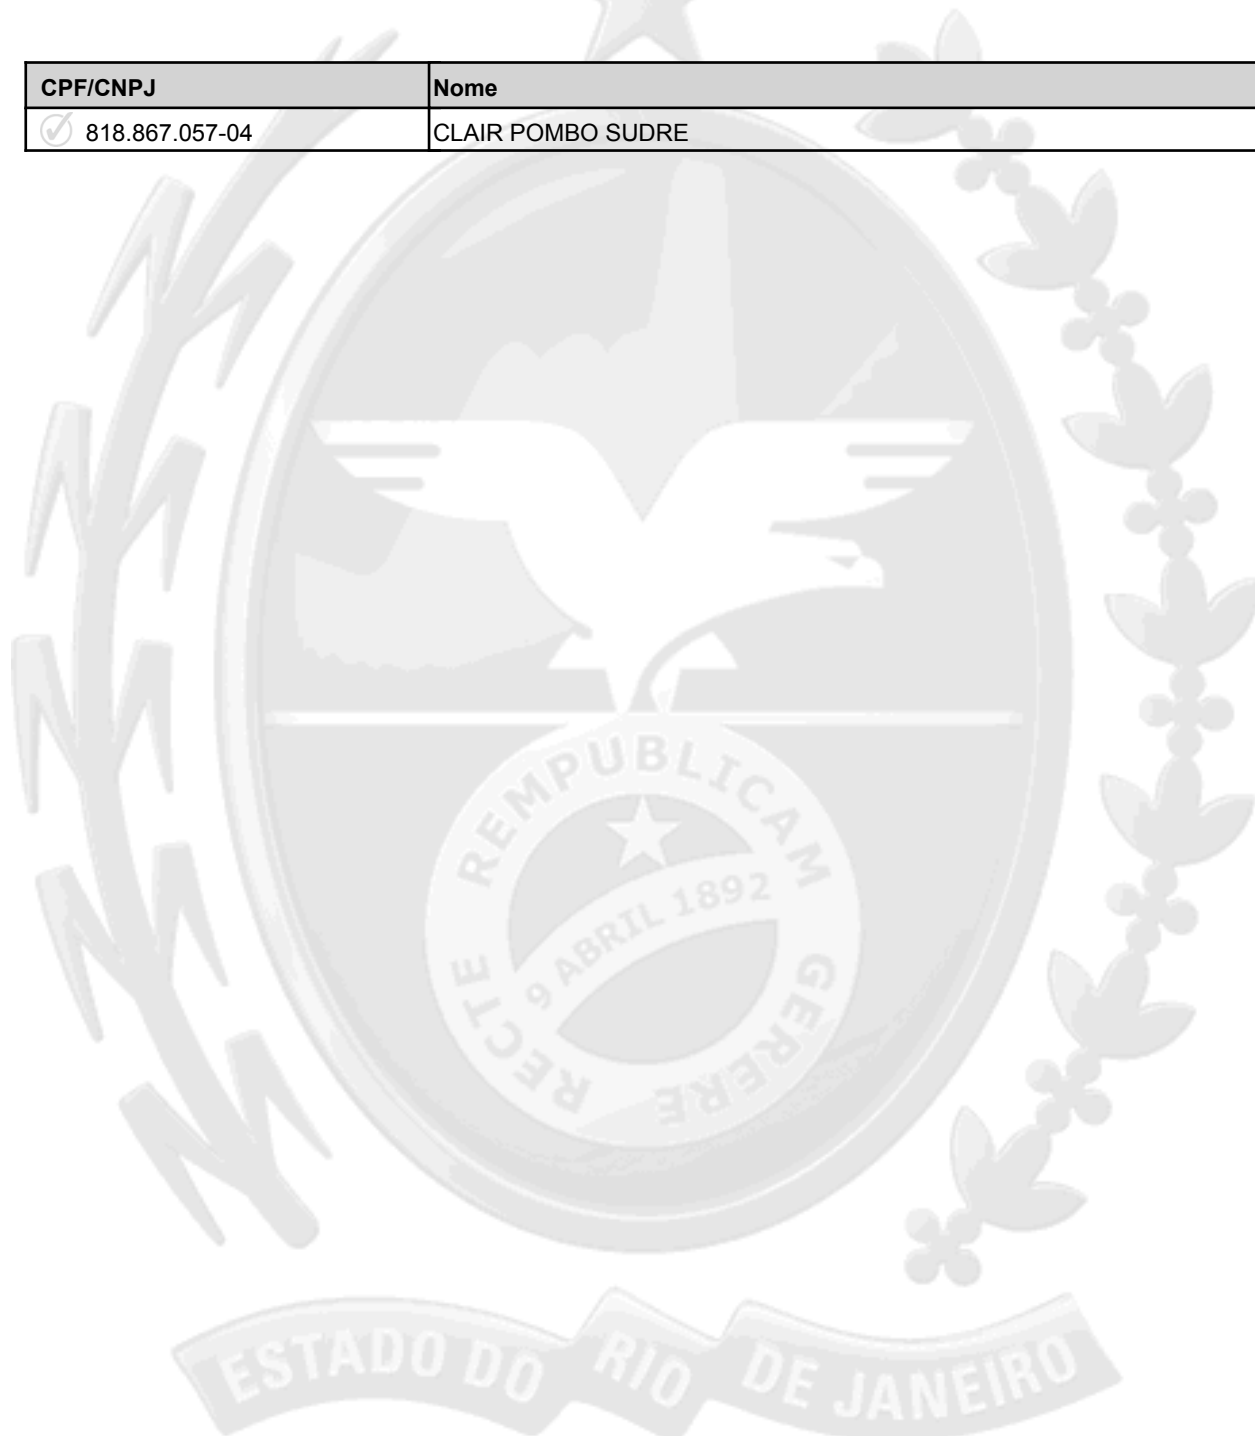 CPF/CNPJ Nome
818.867.057-04 CLAIR POMBO SUDRE
REMPUBLICAM
9 ABRIL 1892
RECTE GERERE
ESTADO DO RIO DE JANEIRO